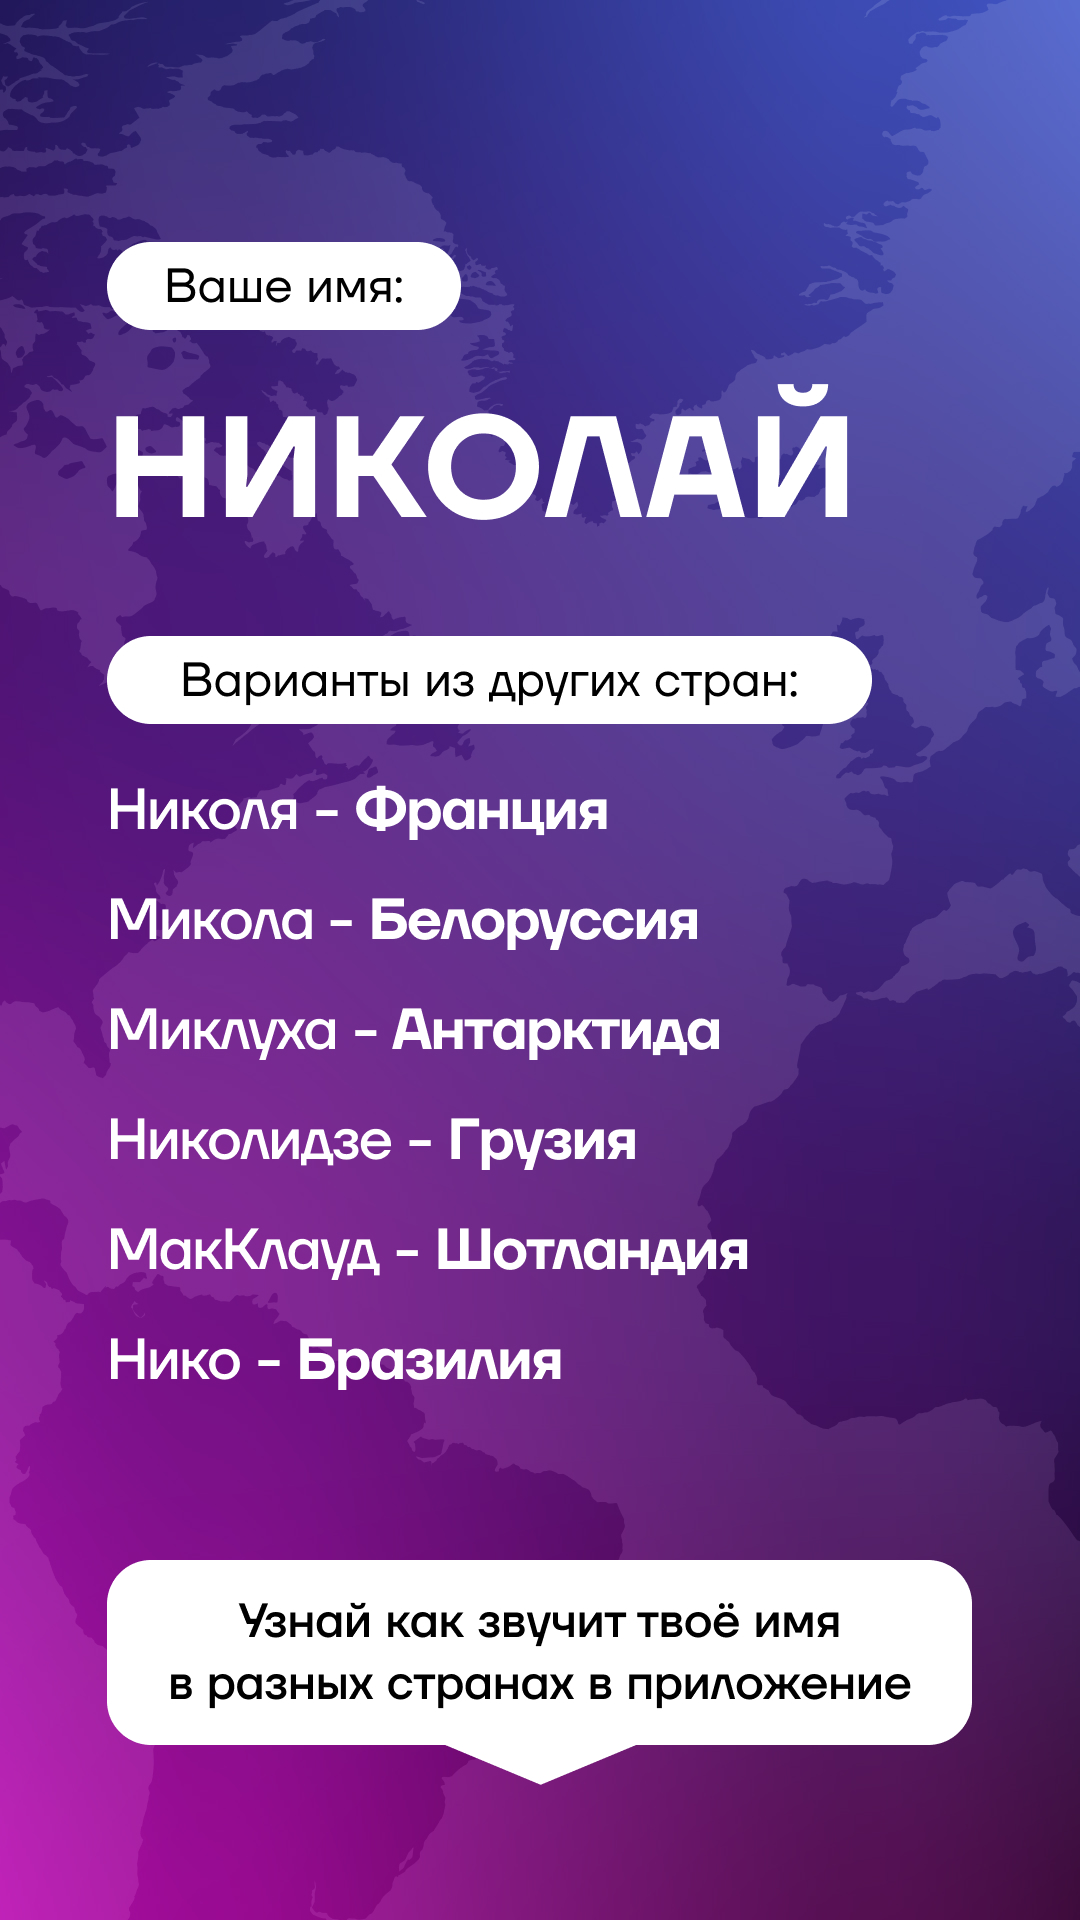 Ваше имя:
НИКОЛАЙ
Варианты из других стран:
Николя - Франция
Микола - Белоруссия
Миклуха - Антарктида
Николидзе - Грузия
МакКлауд - Шотландия
Нико - Бразилия
Узнай как звучит твоё имя
в разных странах в приложение